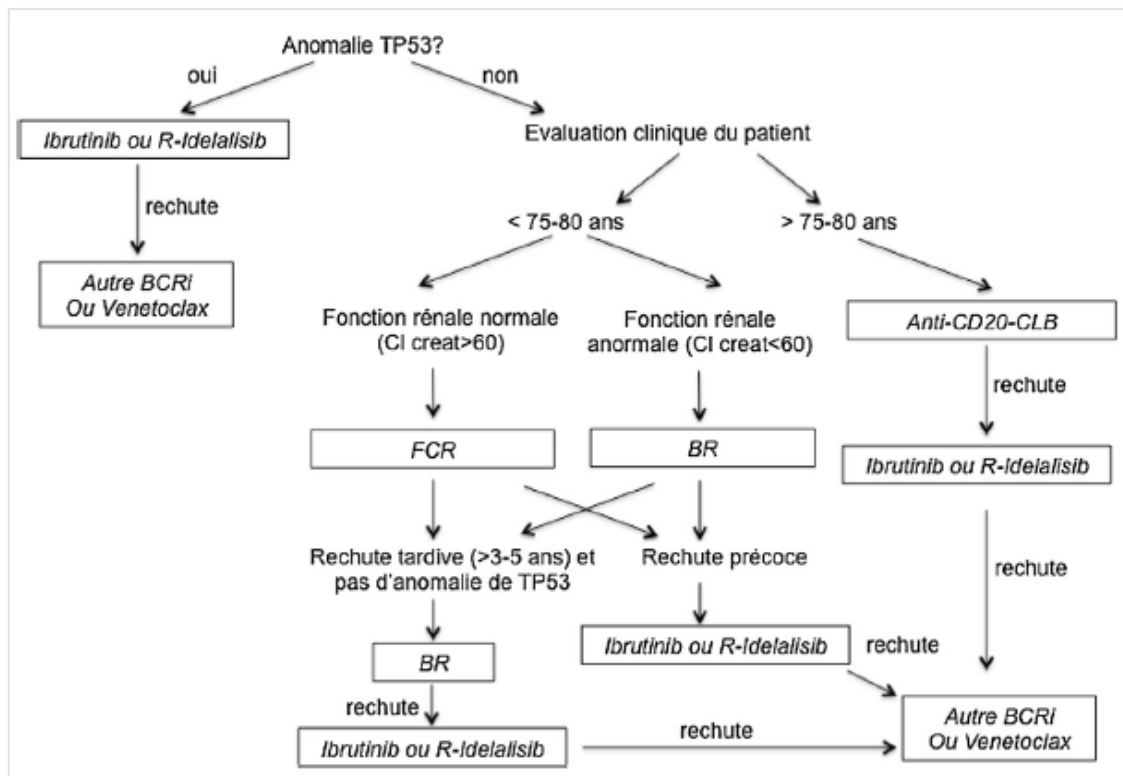 Anomalie TP53?
oui
non
Ibrutinib ou R-Idelalisib
Evaluation clinique du patient
rechute
< 75-80 ans
> 75-80 ans
Autre BCRi
Ou Venetoclax
Fonction rénale normale
(Cl creat>60)
Fonction rénale
anormale (Cl creat<60)
Anti-CD20-CLB
rechute
FCR
BR
Ibrutinib ou R-Idelalisib
Rechute tardive (>3-5 ans) et
pas d'anomalie de TP53
Rechute précoce
rechute
BR
Ibrutinib ou R-Idelalisib
rechute
rechute
Ibrutinib ou R-Idelalisib
rechute
Autre BCRi
Ou Venetoclax